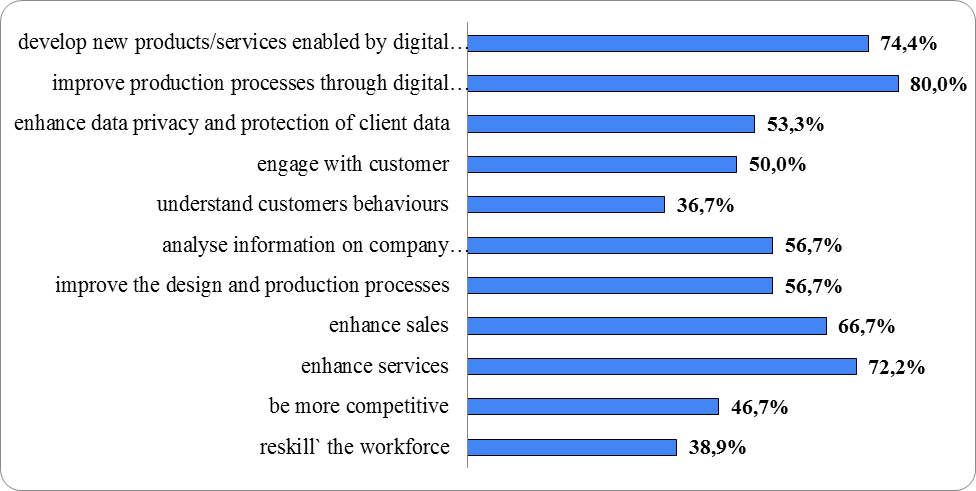 develop new products/services enabled by digital… 74,4%
improve production processes through digital… 80,0%
enhance data privacy and protection of client data 53,3%
engage with customer 50,0%
understand customers behaviours 36,7%
analyse information on company… 56,7%
improve the design and production processes 56,7%
enhance sales 66,7%
enhance services 72,2%
be more competitive 46,7%
reskill` the workforce 38,9%